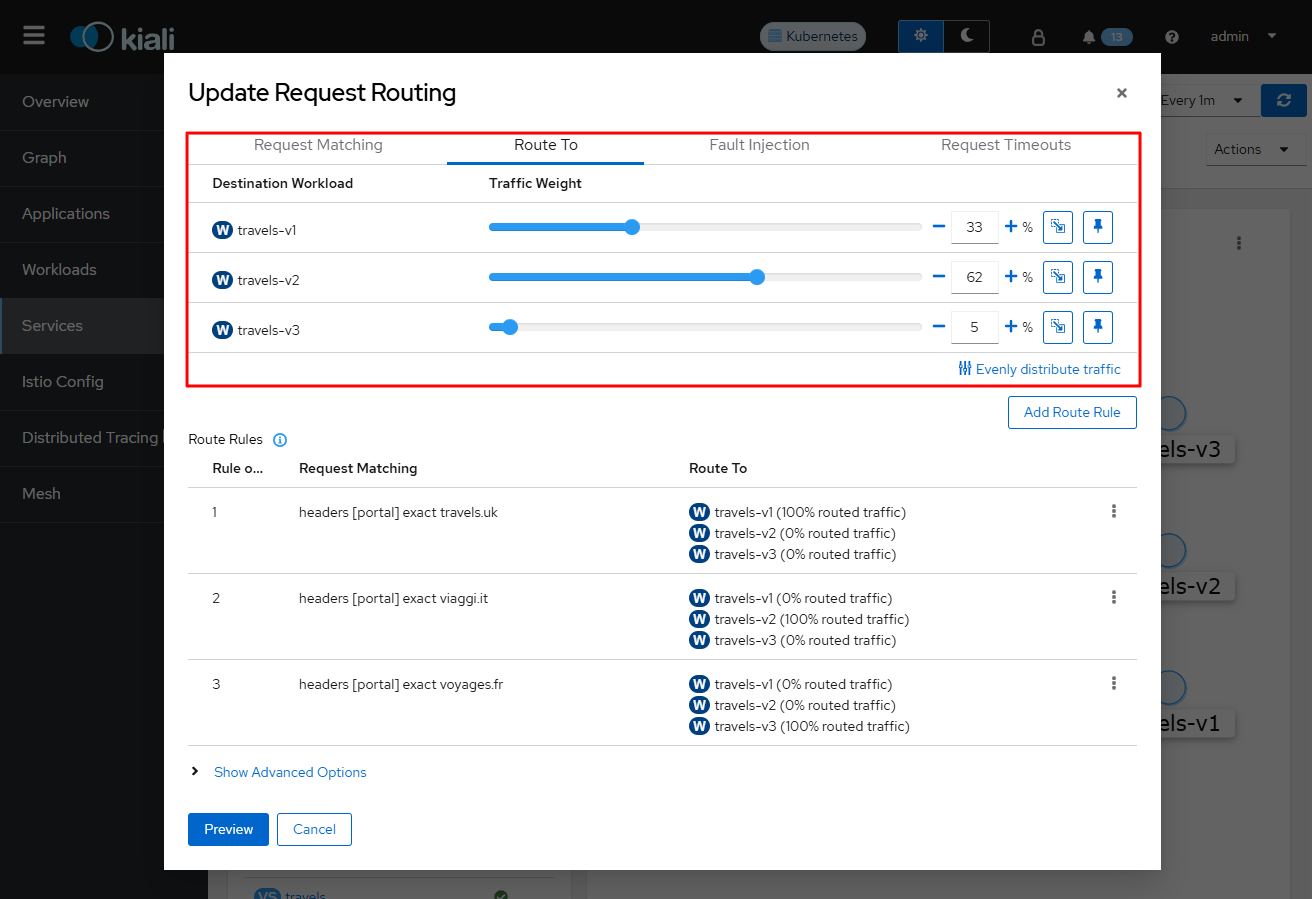 kiali
Kubernetes
13
admin
Update Request Routing
Overview
Every 1m
Request Matching Route To Fault Injection Request Timeouts
Actions
Graph
Destination Workload Traffic Weight
Applications
W travels-v1 33 %
Workloads
W travels-v2 62 %
Services
W travels-v3 5 %
Evenly distribute traffic
Istio Config
Add Route Rule
Distributed Tracing
Route Rules
els-v3
Rule o... Request Matching Route To
Mesh
1 headers [portal] exact travels.uk W travels-v1 (100% routed traffic)
W travels-v2 (0% routed traffic)
W travels-v3 (0% routed traffic)
els-v2
2 headers [portal] exact viaggi.it W travels-v1 (0% routed traffic)
W travels-v2 (100% routed traffic)
W travels-v3 (0% routed traffic)
3 headers [portal] exact voyages.fr W travels-v1 (0% routed traffic)
W travels-v2 (0% routed traffic)
els-v1
W travels-v3 (100% routed traffic)
Show Advanced Options
Preview Cancel
VS travels